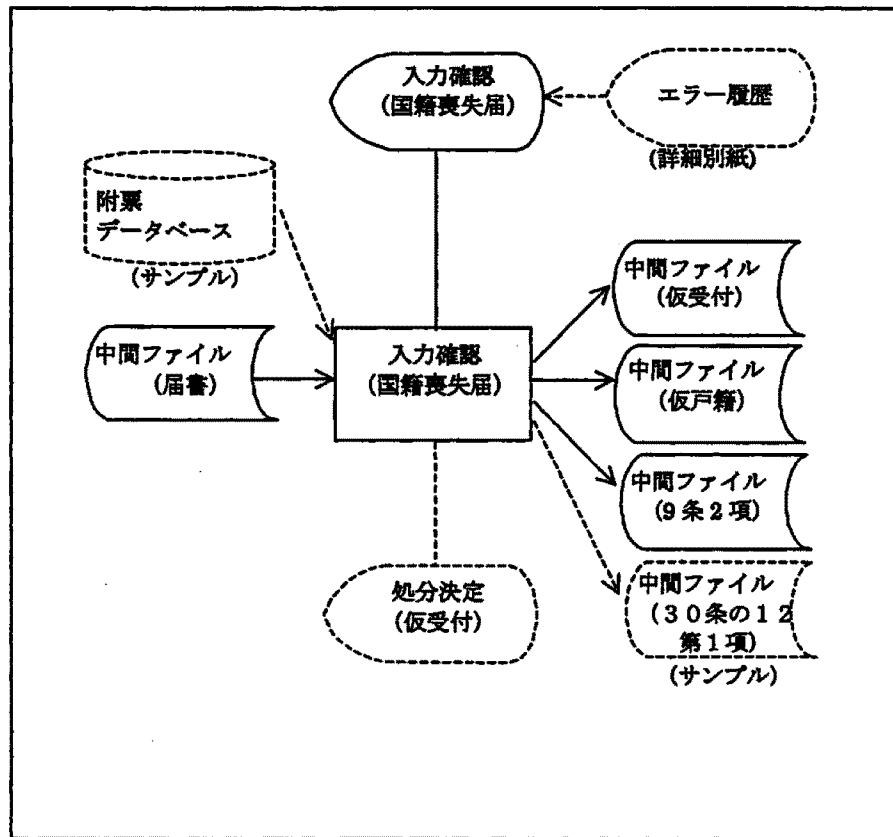 入力確認
(国籍喪失届)
エラー履歴
(詳細別紙)
附票
データベース
(サンプル)
中間ファイル
(仮受付)
中間ファイル
(届書)
入力確認
(国籍喪失届)
中間ファイル
(仮戸籍)
中間ファイル
(9条2項)
処分決定
(仮受付)
中間ファイル
(30条の12
第1項)
(サンプル)